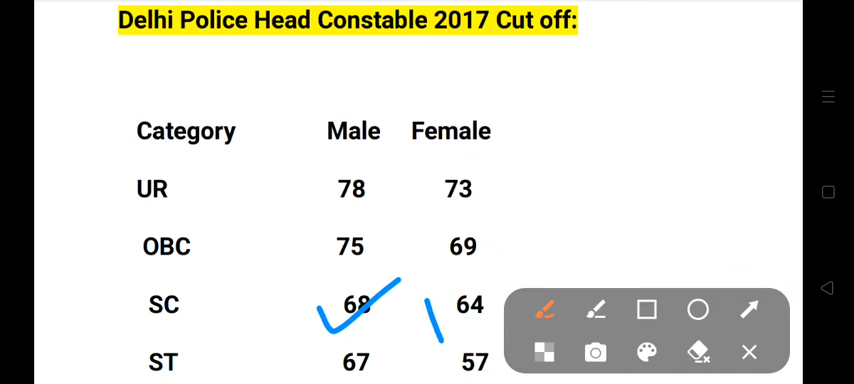 Delhi Police Head Constable 2017 Cut off:
Category Male Female
UR 78 73
OBC 75 69
SC 68 64
ST 67 57